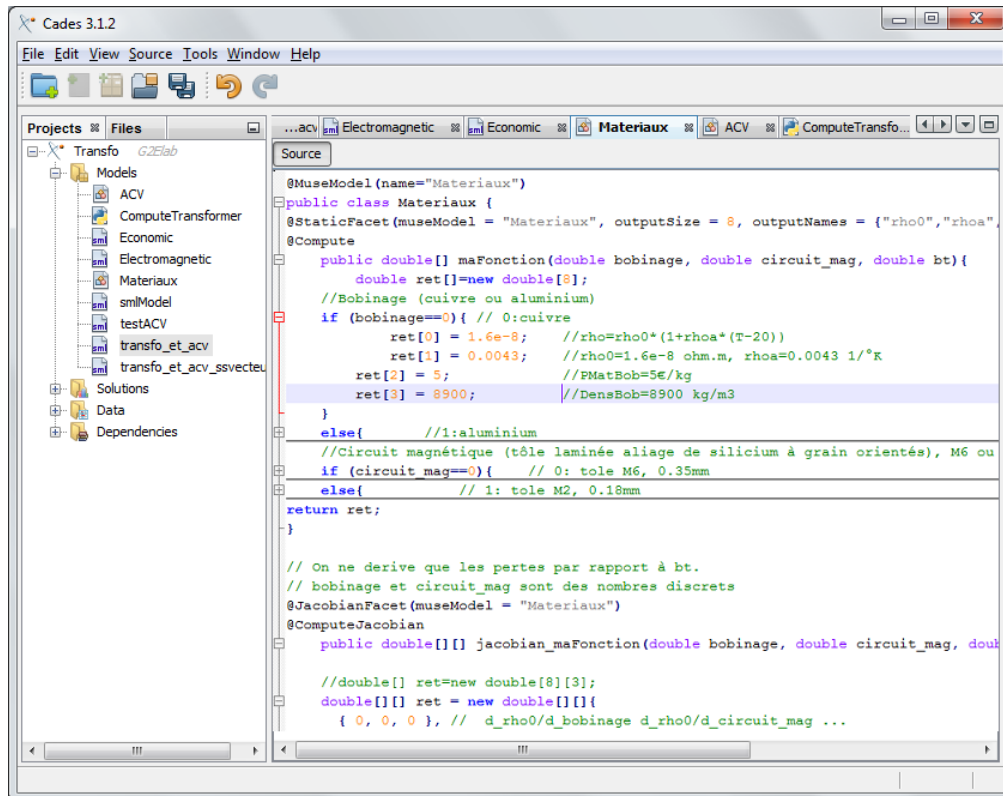 Cades 3.1.2
File Edit View Source Tools Window Help
Projects Files
Transfo G2Elab
Models
ACV
ComputeTransformer
Economic
Electromagnetic
Materiaux
smlModel
testACV
transfo_et_acv
transfo_et_acv_ssvecteu
Solutions
Data
Dependencies
...acv Electromagnetic Economic Materiaux ACV ComputeTransfo...
Source
@MuseModel(name="Materiaux")
public class Materiaux {
@StaticFacet(museModel = "Materiaux", outputSize = 8, outputNames = {"rho0","rhoa",
@Compute
public double[] maFonction(double bobinage, double circuit_mag, double bt){
double ret[]=new double[8];
//Bobinage (cuivre ou aluminium)
if (bobinage==0){ // 0:cuivre
ret[0] = 1.6e-8; //rho=rho0*(1+rhoa*(T-20))
ret[1] = 0.0043; //rho0=1.6e-8 ohm.m, rhoa=0.0043 1/°K
ret[2] = 5; //PMatBob=5€/kg
ret[3] = 8900; //DensBob=8900 kg/m3
}
else{ //1:aluminium
//Circuit magnétique (tôle laminée aliage de silicium à grain orientés), M6 ou
if (circuit_mag==0){ // 0: tole M6, 0.35mm
else{ // 1: tole M2, 0.18mm
return ret;
}
// On ne derive que les pertes par rapport à bt.
// bobinage et circuit_mag sont des nombres discrets
@JacobianFacet(museModel = "Materiaux")
@ComputeJacobian
public double[][] jacobian_maFonction(double bobinage, double circuit_mag, doub
//double[] ret=new double[8][3];
double[][] ret = new double[][]{
{ 0, 0, 0 }, // d_rho0/d_bobinage d_rho0/d_circuit_mag ...